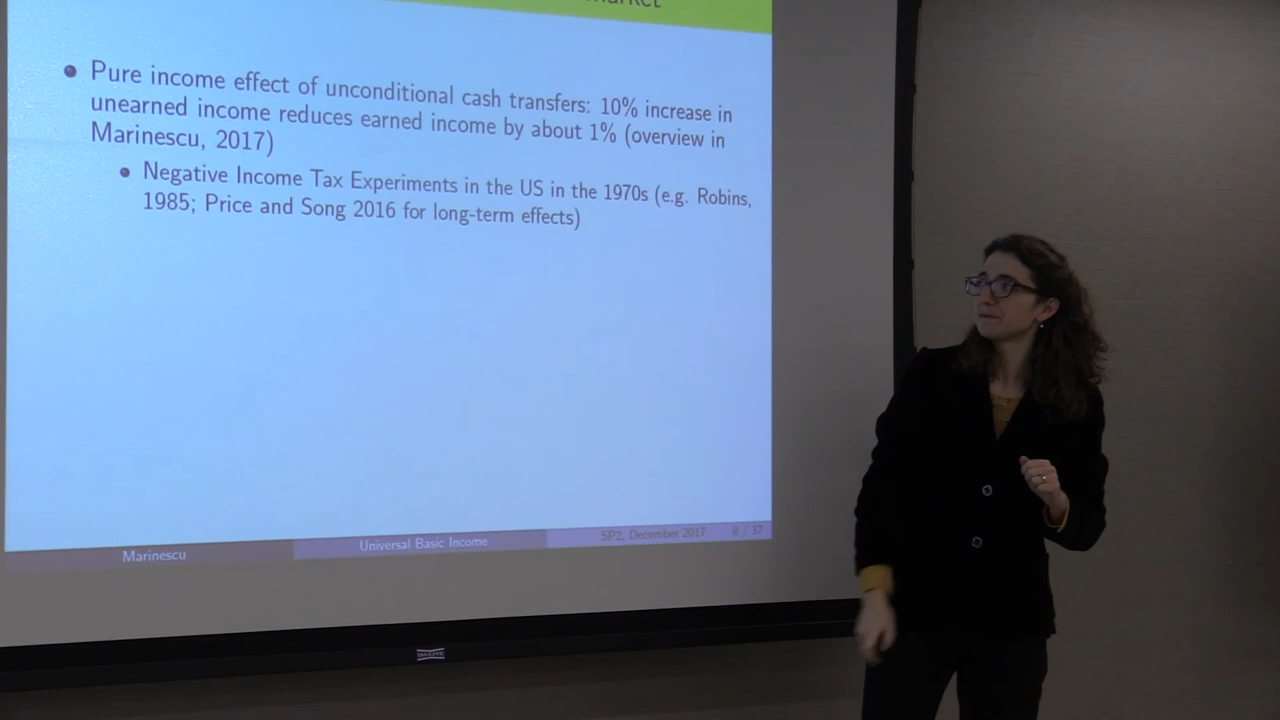 Pure income effect of unconditional cash transfers: 10% increase in
unearned income reduces earned income by about 1% (overview in
Marinescu, 2017)
Negative Income Tax Experiments in the US in the 1970s (e.g. Robins,
1985; Price and Song 2016 for long-term effects)
Marinescu
Universal Basic Income
SP2, December 2017
/ 37
DA-LITE